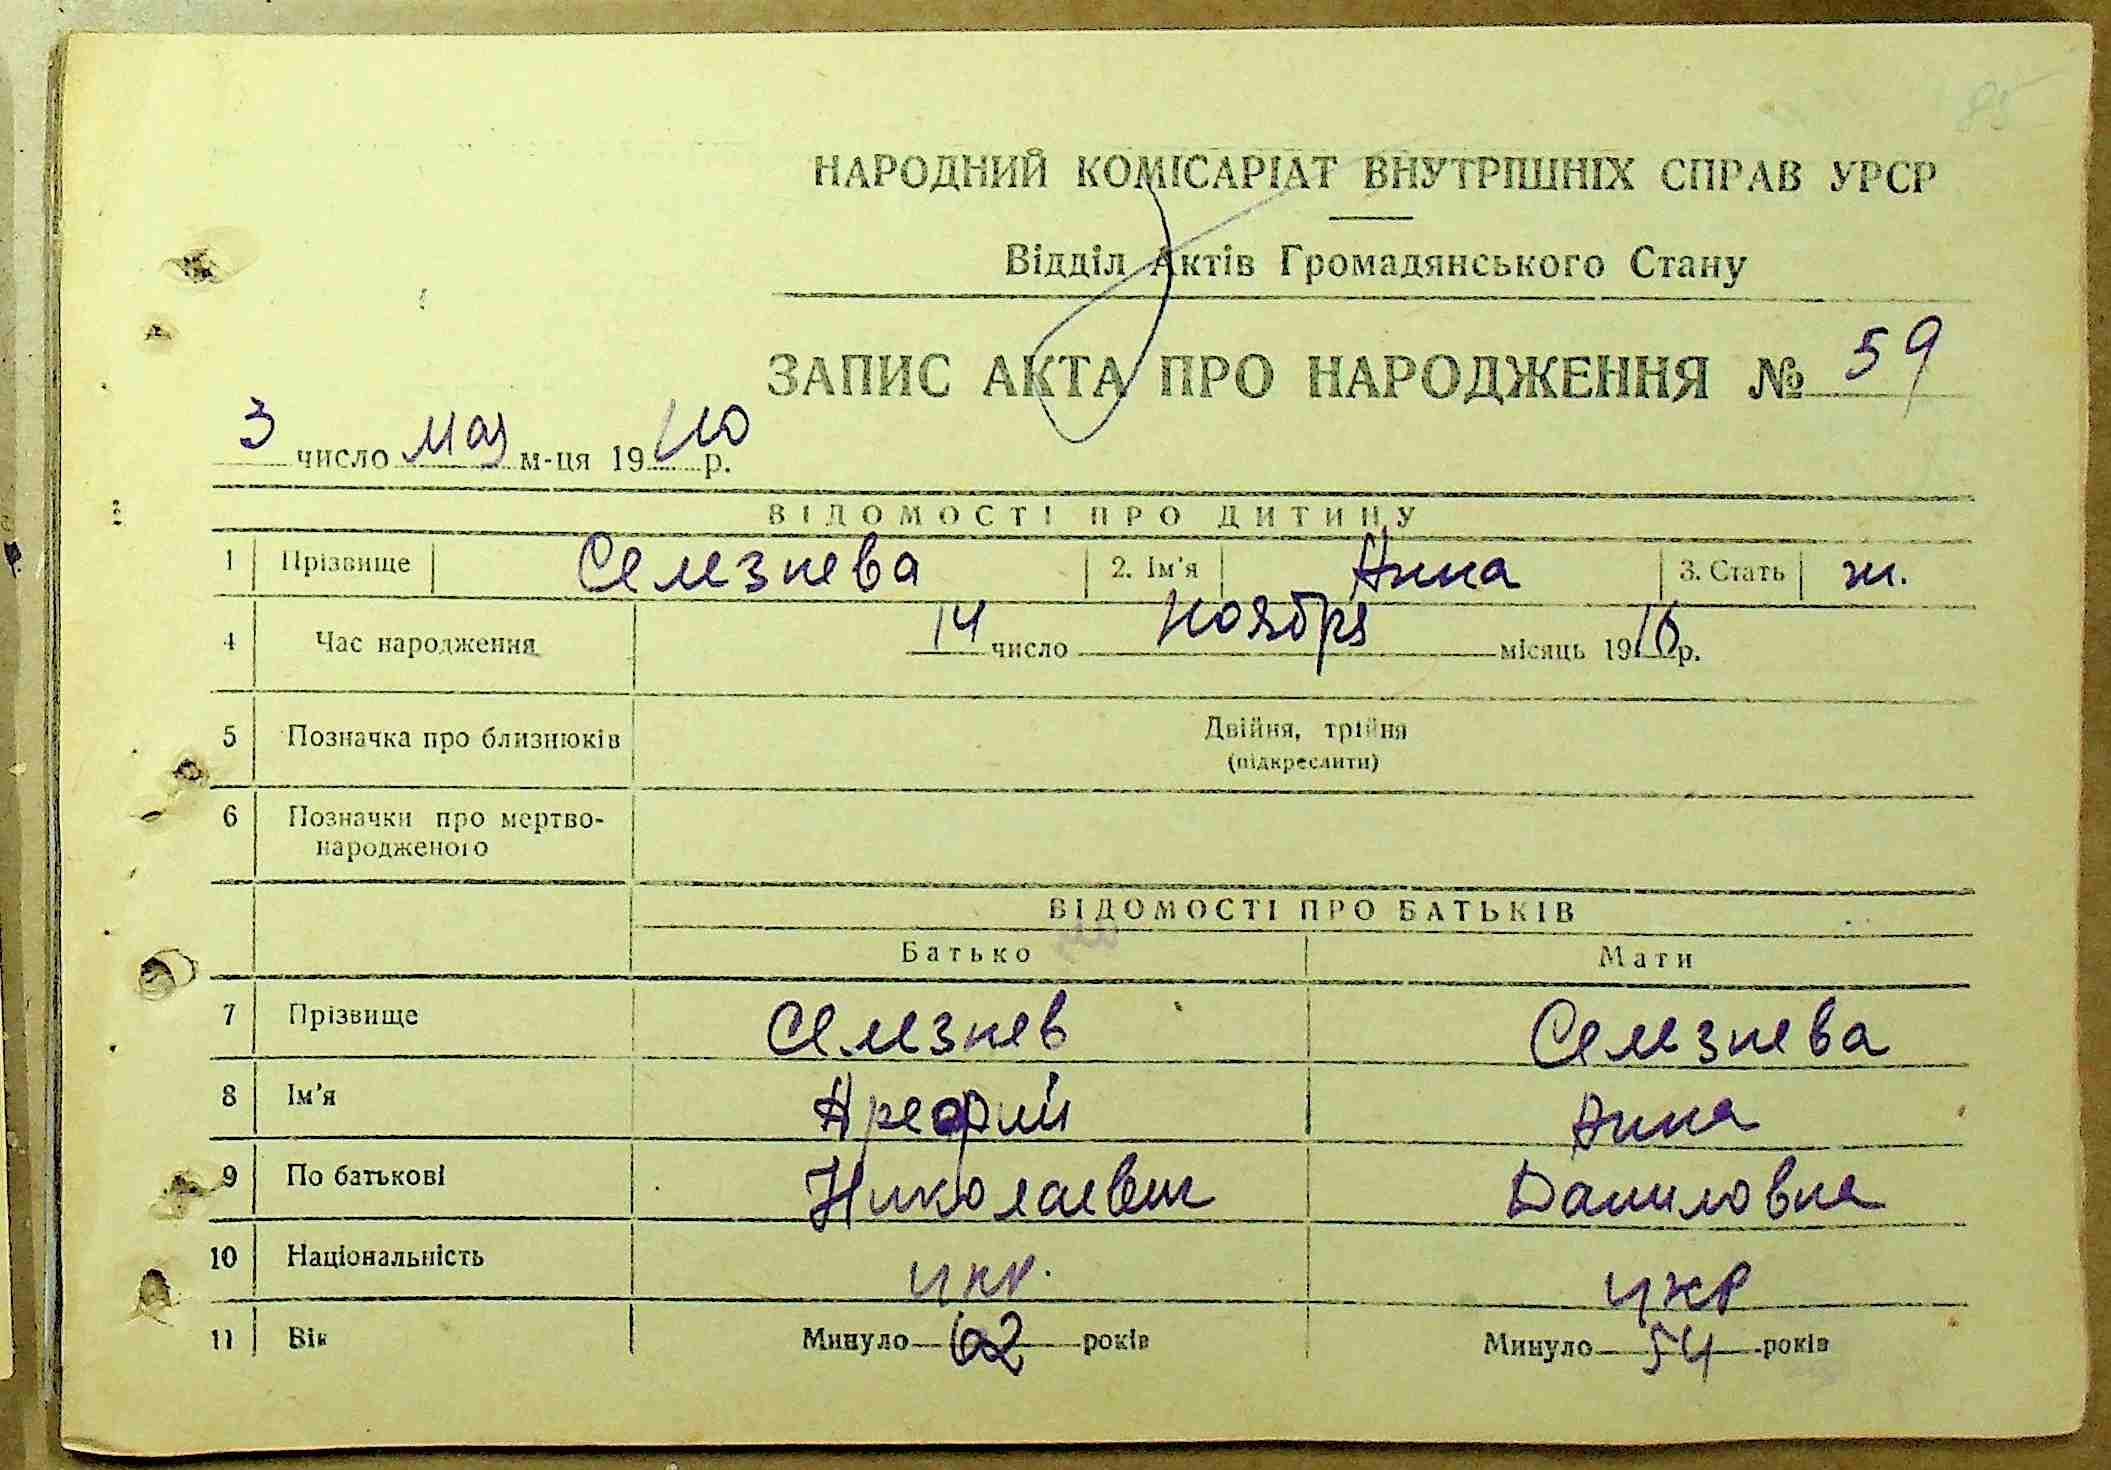 85
НАРОДНИЙ КОМІСАРІАТ ВНУТРІШНІХ СПРАВ УРСР
Відділ Актів Громадянського Стану
ЗАПИС АКТА ПРО НАРОДЖЕННЯ № 59
3 число мая м-ця 1940 р.
ВІДОМОСТІ ПРО ДИТИНУ
1 Прізвище Селезнева 2. Ім'я Анна 3. Стать ж.
4 Час народження 14 число ноября місяць 1916 р.
5 Позначка про близнюків Двійня, трійня
(підкреслити)
6 Позначки про мертво-
народженого
ВІДОМОСТІ ПРО БАТЬКІВ
Батько Мати
7 Прізвище Селезнев Селезнева
8 Ім'я Арефий Анна
9 По батькові Николаевич Даниловна
10 Національність укр. укр
11 Вік Минуло 62 років Минуло 54 років